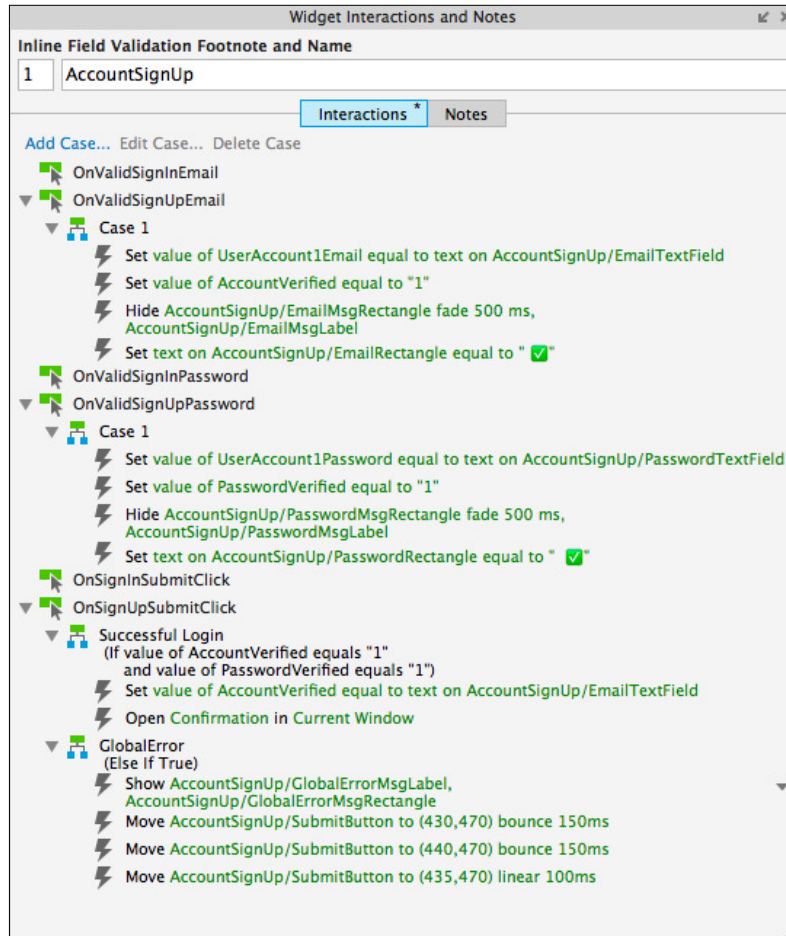 Widget Interactions and Notes
Inline Field Validation Footnote and Name
1 AccountSignUp
Interactions * Notes
Add Case... Edit Case... Delete Case
OnValidSignInEmail
OnValidSignUpEmail
Case 1
Set value of UserAccount1Email equal to text on AccountSignUp/EmailTextField
Set value of AccountVerified equal to "1"
Hide AccountSignUp/EmailMsgRectangle fade 500 ms,
AccountSignUp/EmailMsgLabel
Set text on AccountSignUp/EmailRectangle equal to " ✅"
OnValidSignInPassword
OnValidSignUpPassword
Case 1
Set value of UserAccount1Password equal to text on AccountSignUp/PasswordTextField
Set value of PasswordVerified equal to "1"
Hide AccountSignUp/PasswordMsgRectangle fade 500 ms,
AccountSignUp/PasswordMsgLabel
Set text on AccountSignUp/PasswordRectangle equal to " ✅"
OnSignInSubmitClick
OnSignUpSubmitClick
Successful Login
(If value of AccountVerified equals "1"
and value of PasswordVerified equals "1")
Set value of AccountVerified equal to text on AccountSignUp/EmailTextField
Open Confirmation in Current Window
GlobalError
(Else If True)
Show AccountSignUp/GlobalErrorMsgLabel,
AccountSignUp/GlobalErrorMsgRectangle
Move AccountSignUp/SubmitButton to (430,470) bounce 150ms
Move AccountSignUp/SubmitButton to (440,470) bounce 150ms
Move AccountSignUp/SubmitButton to (435,470) linear 100ms